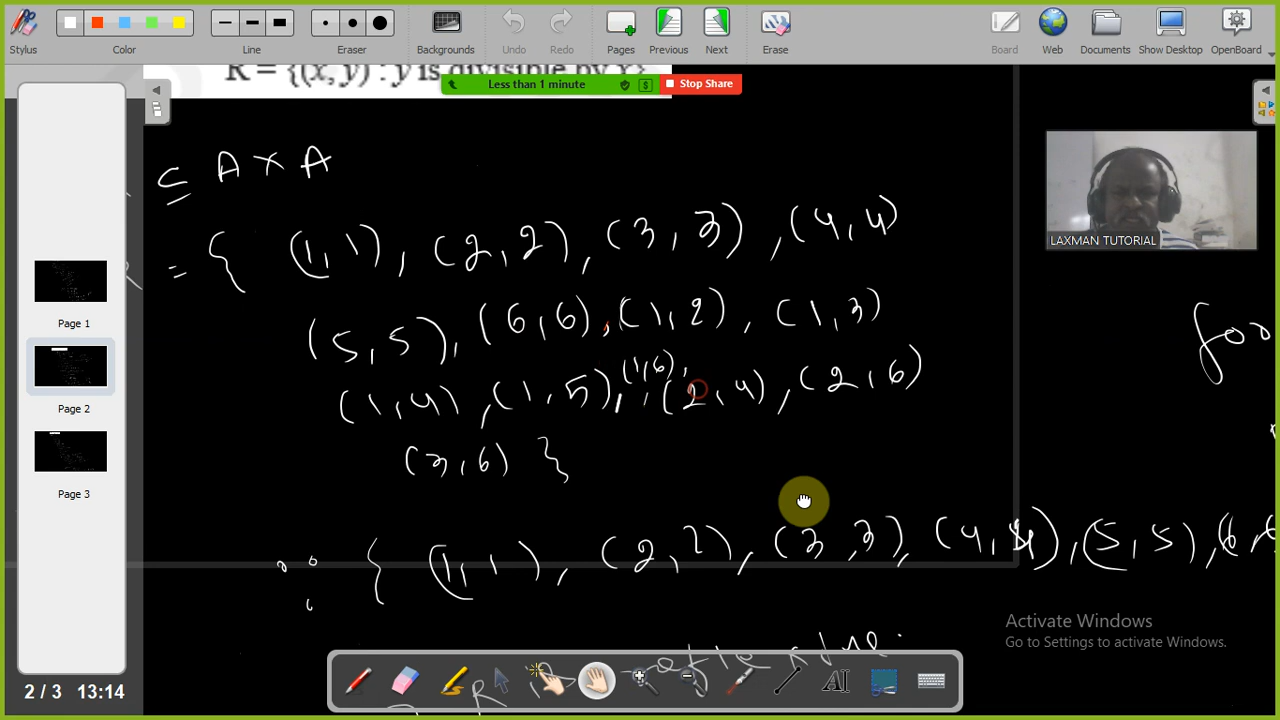 Stylus Color Line Eraser Backgrounds Undo Redo Pages Previous Next Erase Board Web Documents Show Desktop OpenBoard
R = {(x, y) : y is divisible by x}
Less than 1 minute
Stop Share
⊆ A × A
LAXMAN TUTORIAL
= { (1,1), (2,2), (3,3), (4,4)
(5,5), (6,6), (1,2), (1,3)
for
(1,4), (1,5), (1,6), (2,4), (2,6)
(3,6) }
∴ { (1,1), (2,2), (3,3), (4,4), (5,5), (6,6
R is
Page 1
Page 2
Page 3
Activate Windows
Go to Settings to activate Windows.
2 / 3 13:14